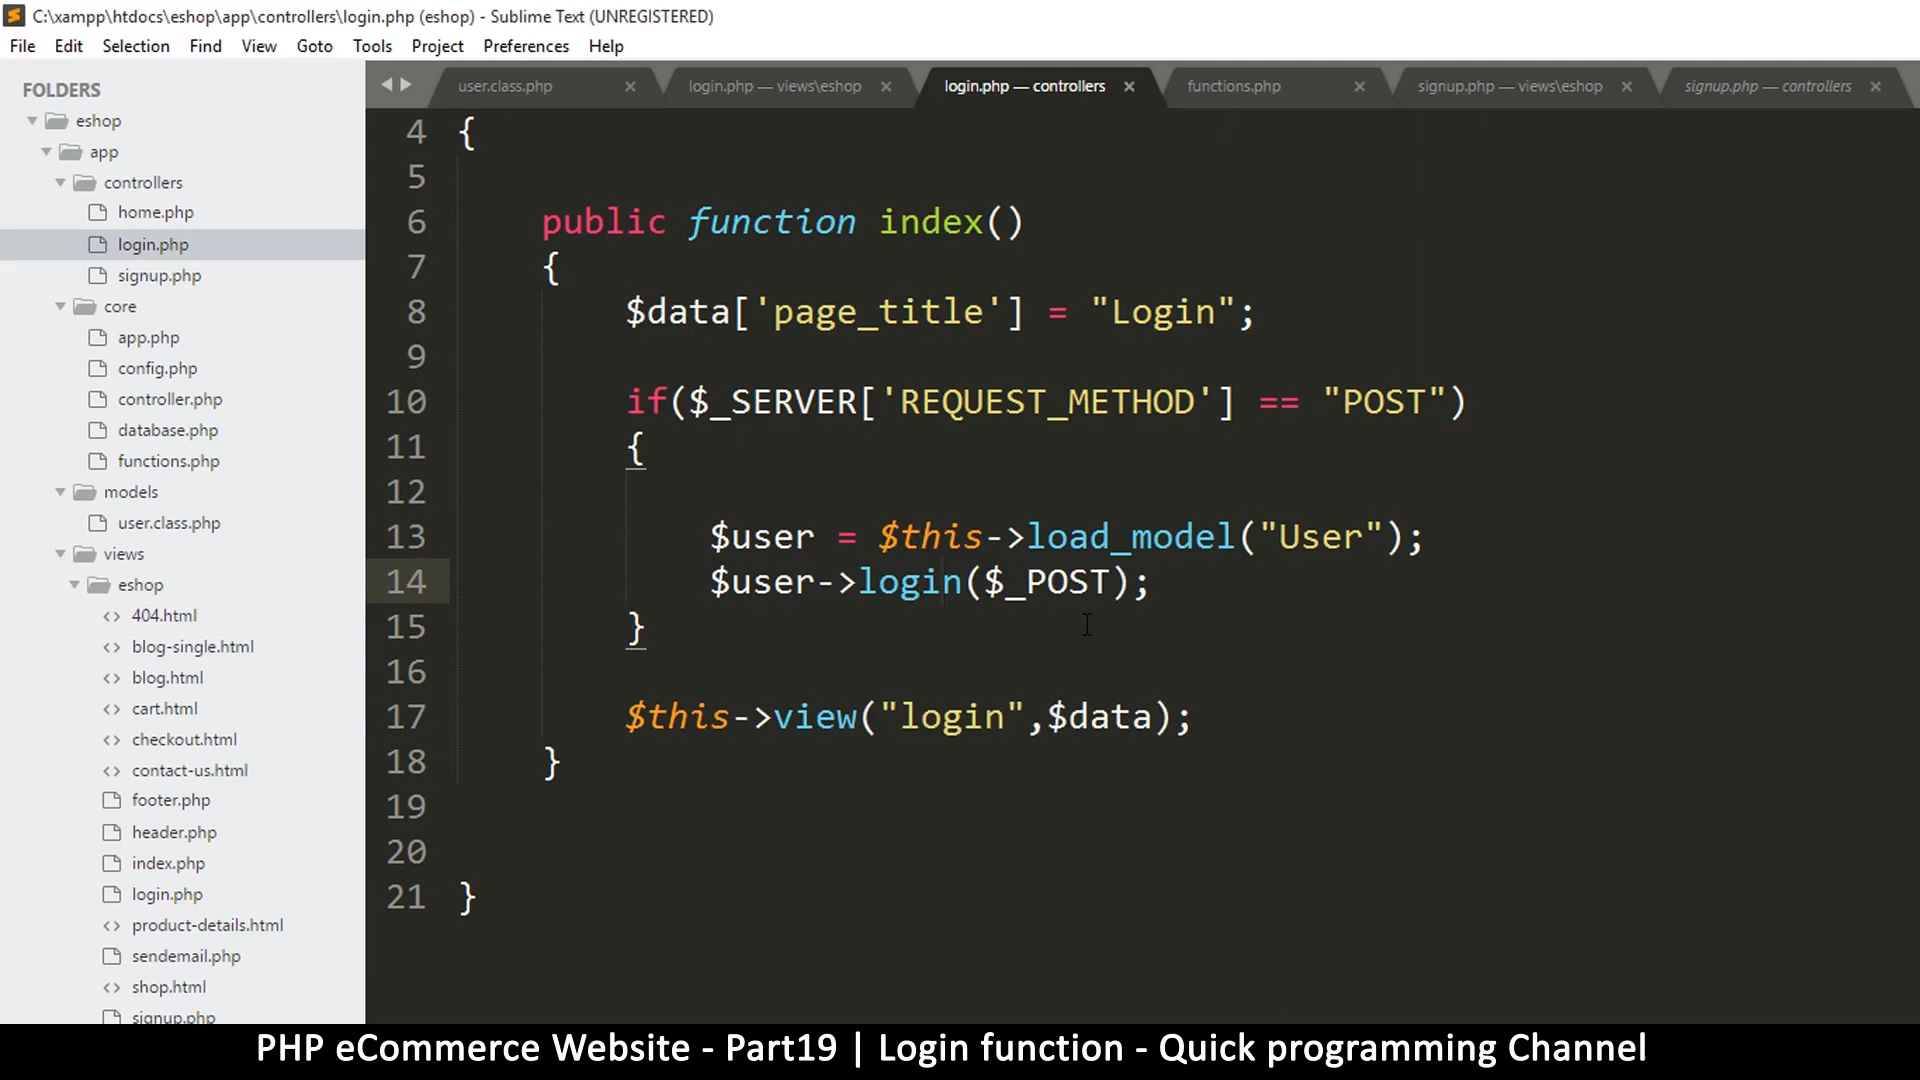 C:\xampp\htdocs\eshop\app\controllers\login.php (eshop) - Sublime Text (UNREGISTERED)
File Edit Selection Find View Goto Tools Project Preferences Help
FOLDERS
eshop
app
controllers
home.php
login.php
signup.php
core
app.php
config.php
controller.php
database.php
functions.php
models
user.class.php
views
eshop
404.html
blog-single.html
blog.html
cart.html
checkout.html
contact-us.html
footer.php
header.php
index.php
login.php
product-details.html
sendemail.php
shop.html
signup.php
user.class.php login.php — views\eshop login.php — controllers functions.php signup.php — views\eshop signup.php — controllers
4 {
5
6 public function index()
7 {
8 $data['page_title'] = "Login";
9
10 if($_SERVER['REQUEST_METHOD'] == "POST")
11 {
12
13 $user = $this->load_model("User");
14 $user->login($_POST);
15 }
16
17 $this->view("login",$data);
18 }
19
20
21 }
PHP eCommerce Website - Part19 | Login function - Quick programming Channel